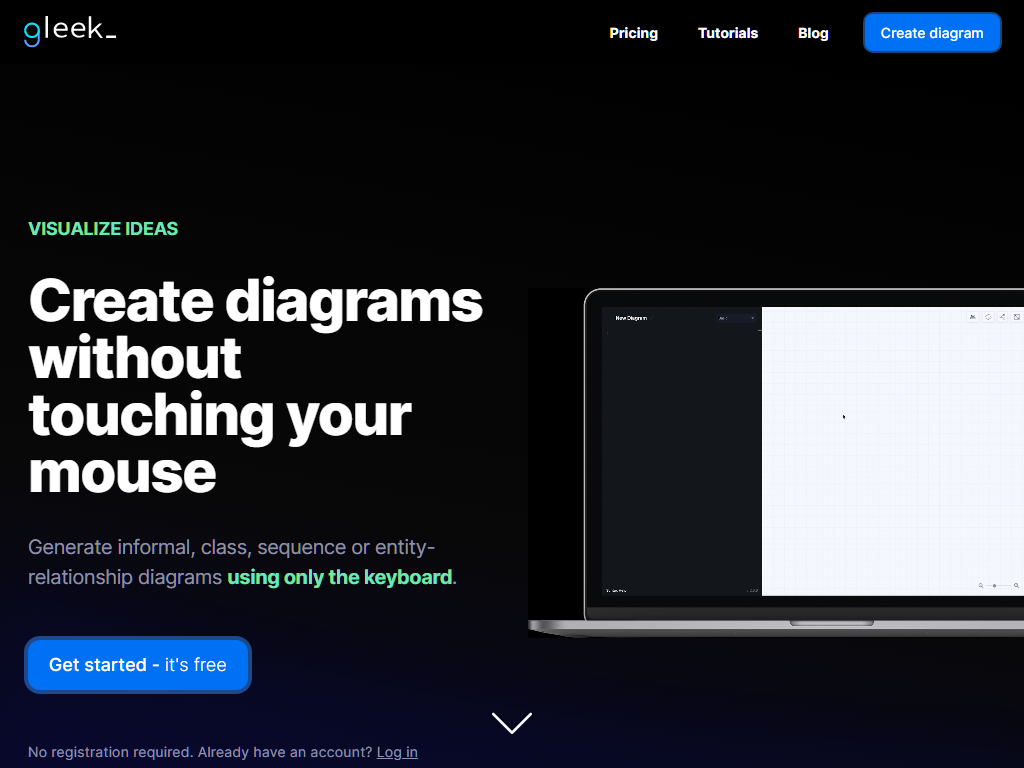 gleek_
Pricing
Tutorials
Blog
Create diagram
VISUALIZE IDEAS
Create diagrams
without
touching your
mouse
Generate informal, class, sequence or entity-
relationship diagrams using only the keyboard.
Get started - it's free
No registration required. Already have an account? Log in
New Diagram